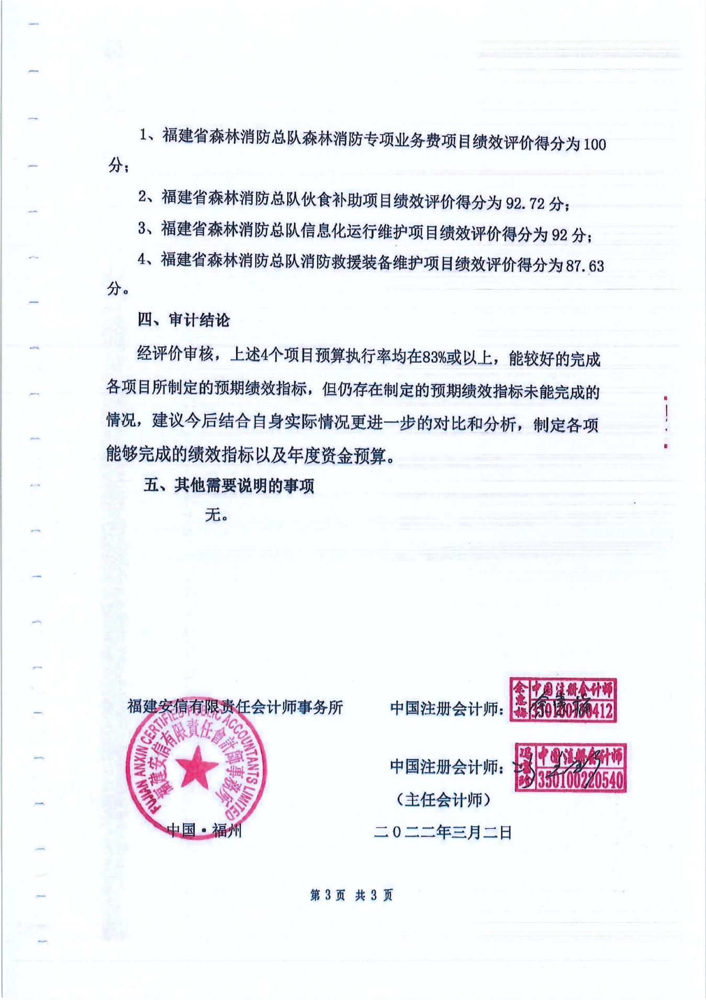 1、福建省森林消防总队森林消防专项业务费项目绩效评价得分为100
分；
2、福建省森林消防总队伙食补助项目绩效评价得分为92.72分；
3、福建省森林消防总队信息化运行维护项目绩效评价得分为92分；
4、福建省森林消防总队消防救援装备维护项目绩效评价得分为87.63
分。
四、审计结论
经评价审核，上述4个项目预算执行率均在83%或以上，能较好的完成
各项目所制定的预期绩效指标，但仍存在制定的预期绩效指标未能完成的
情况，建议今后结合自身实际情况更进一步的对比和分析，制定各项
能够完成的绩效指标以及年度资金预算。
五、其他需要说明的事项
无。
福建安信有限责任会计师事务所
FUJIAN ANXIN CERTIFIED PUBLIC ACCOUNTANTS LIMITED
福建安信有限責任會計師事務所
中国·福州
中国注册会计师：
中国注册会计师
中国注册会计师：
中国注册会计师
350100220540
（主任会计师）
二0二二年三月二日
第3页 共3页